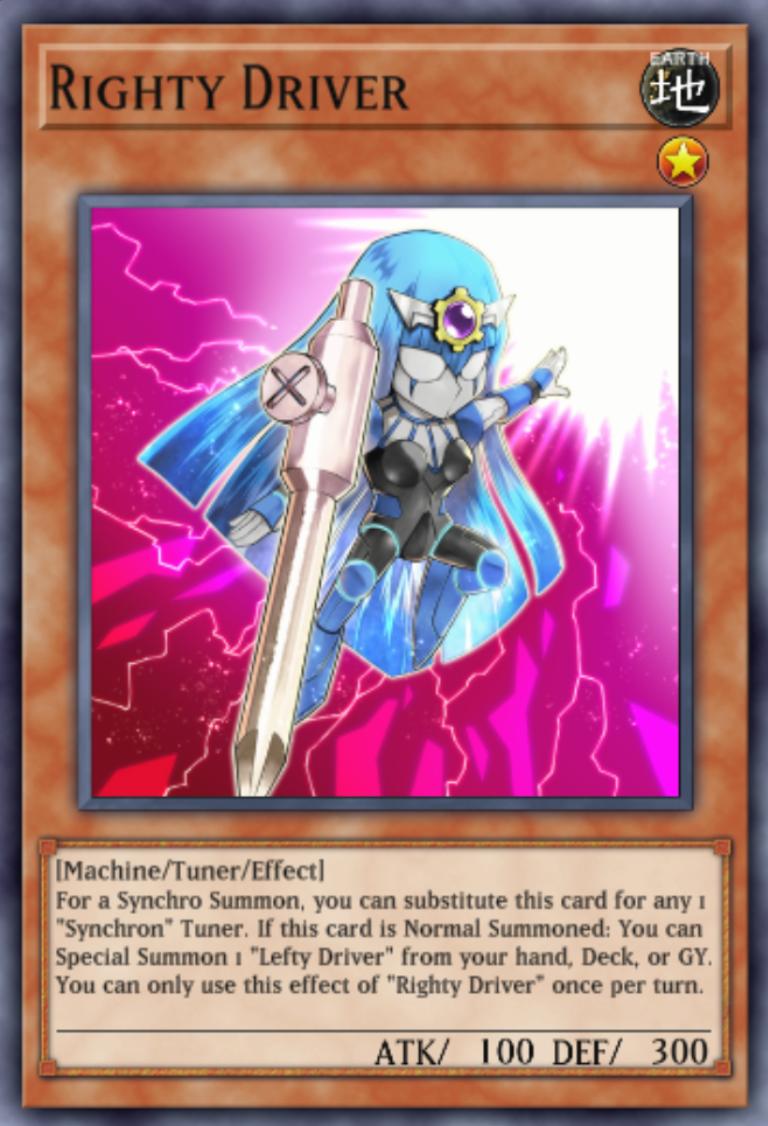 Righty Driver
EARTH
地
[Machine/Tuner/Effect]
For a Synchro Summon, you can substitute this card for any 1
"Synchron" Tuner. If this card is Normal Summoned: You can
Special Summon 1 "Lefty Driver" from your hand, Deck, or GY.
You can only use this effect of "Righty Driver" once per turn.
ATK/ 100 DEF/ 300